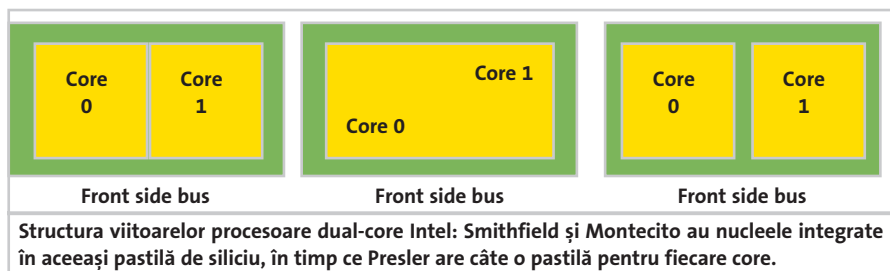 Core
0
Core
1
Front side bus
Core 1
Core 0
Front side bus
Core
0
Core
1
Front side bus
Structura viitoarelor procesoare dual-core Intel: Smithfield și Montecito au nucleele integrate
în aceeași pastilă de siliciu, în timp ce Presler are câte o pastilă pentru fiecare core.